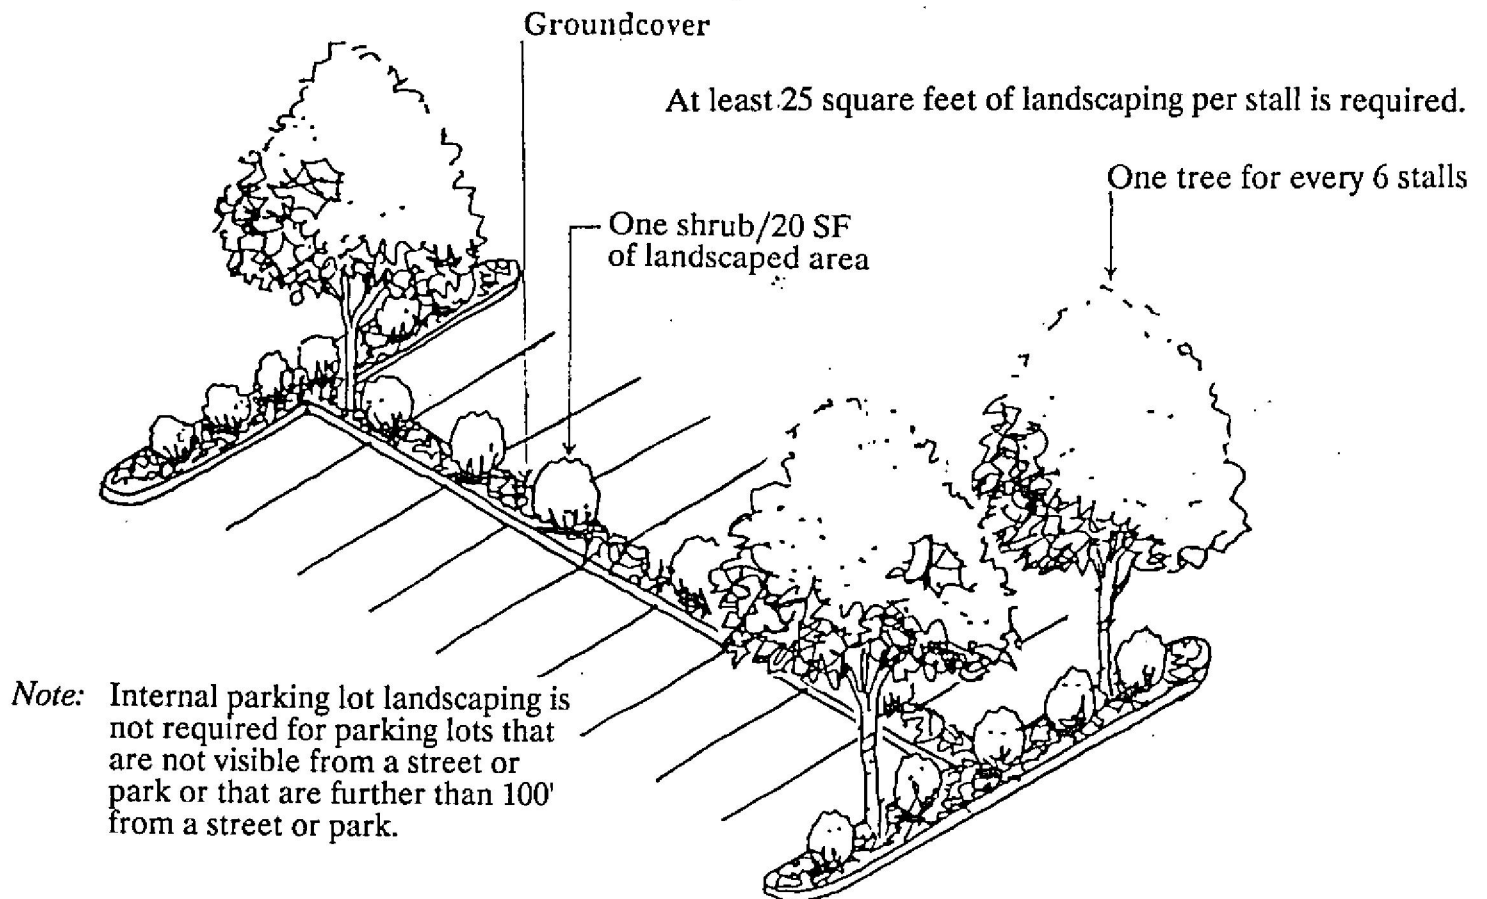 Groundcover
At least 25 square feet of landscaping per stall is required.
One tree for every 6 stalls
One shrub/20 SF
of landscaped area
Note: Internal parking lot landscaping is
not required for parking lots that
are not visible from a street or
park or that are further than 100'
from a street or park.